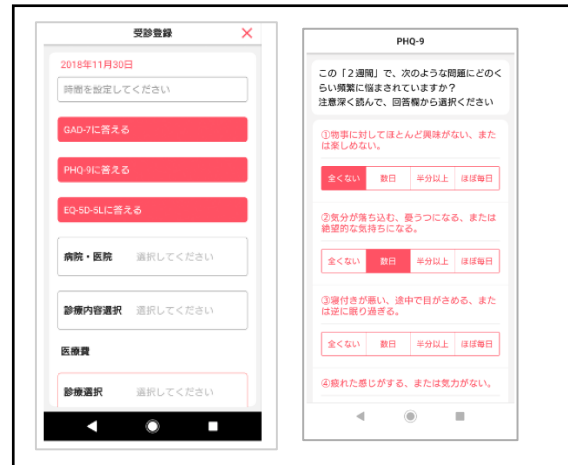 受診登録
2018年11月30日
時間を設定してください
GAD-7に答える
PHQ-9に答える
EQ-5D-5Lに答える
病院・医院 選択してください
診療内容選択 選択してください
医療費
診療選択 選択してください
PHQ-9
この「2週間」で、次のような問題にどのく
らい頻繁に悩まされていますか?
注意深く読んで、回答欄から選択ください
①物事に対してほとんど興味がない、また
は楽しめない。
全くない 数日 半分以上 ほぼ毎日
②気分が落ち込む、憂うつになる、または
絶望的な気持ちになる。
全くない 数日 半分以上 ほぼ毎日
③寝付きが悪い、途中で目がさめる、また
は逆に眠り過ぎる。
全くない 数日 半分以上 ほぼ毎日
④疲れた感じがする、または気力がない。